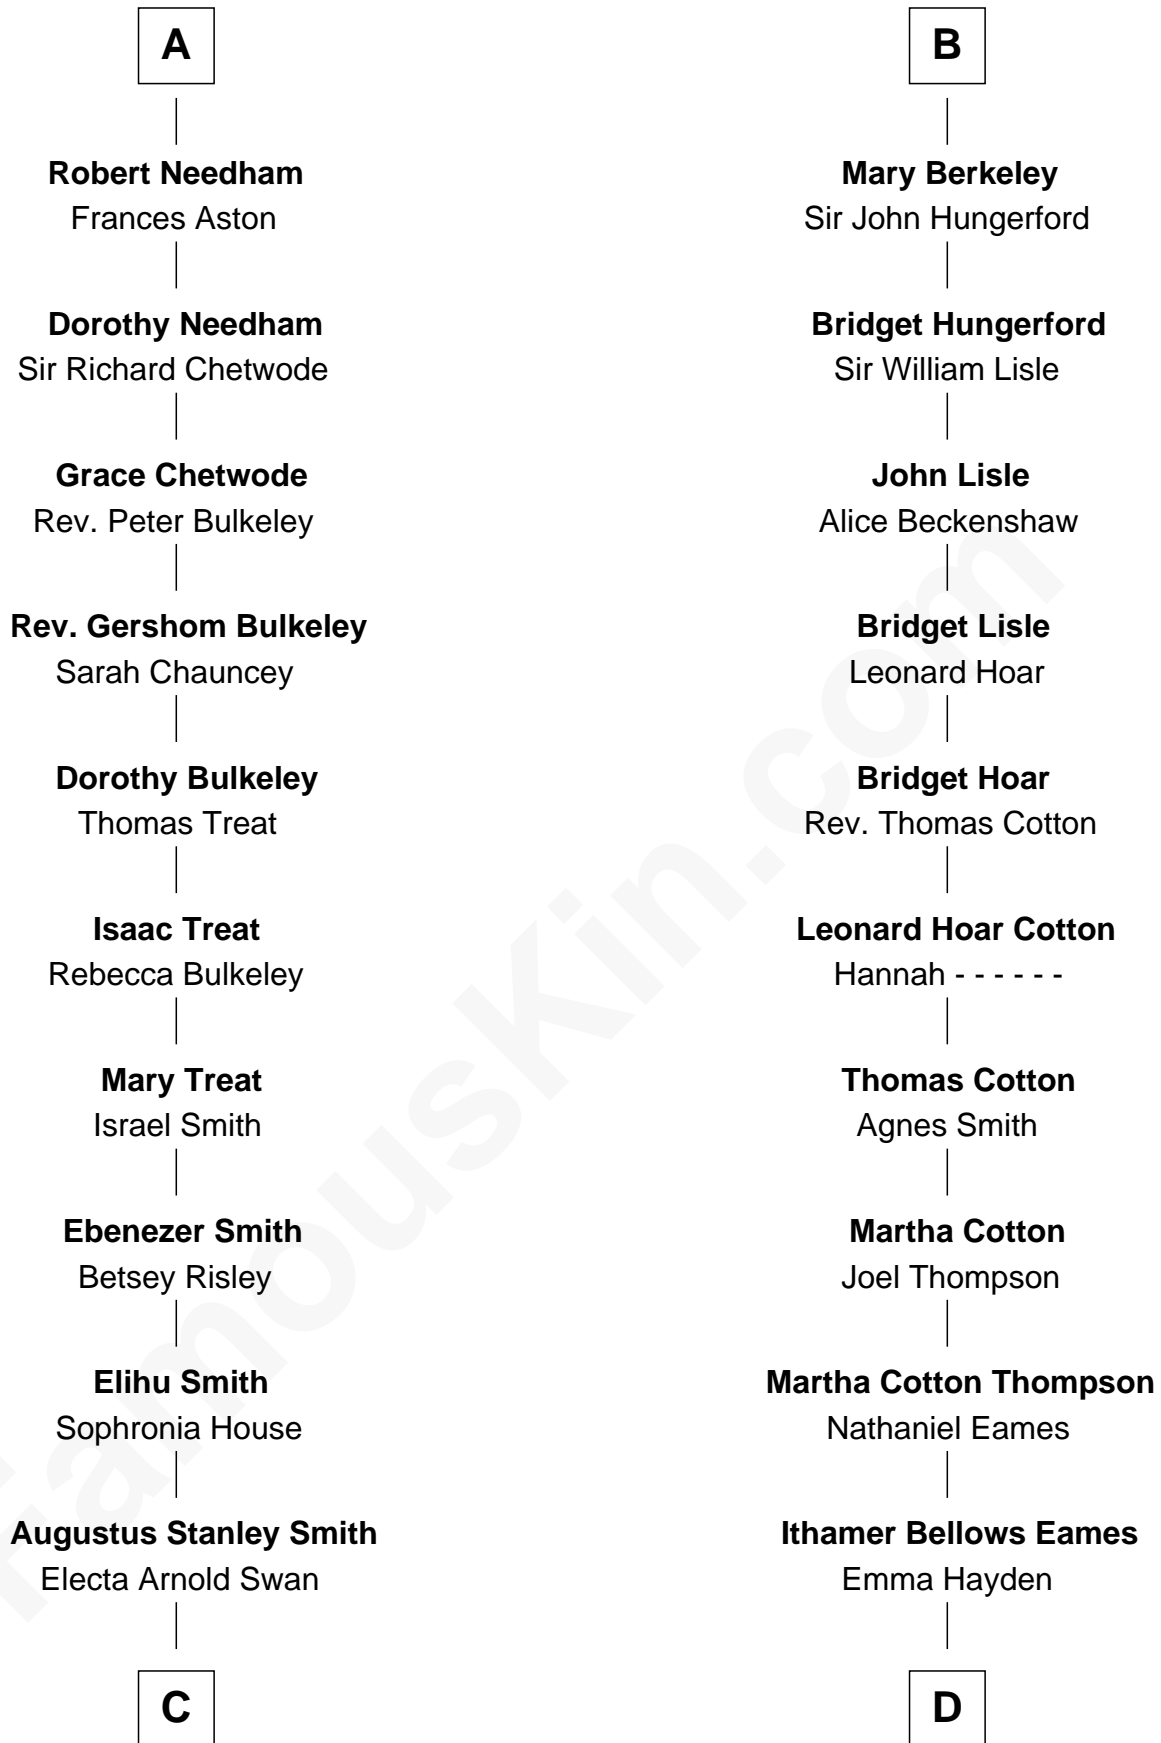 A
Robert Needham
Frances Aston
Dorothy Needham
Sir Richard Chetwode
Grace Chetwode
Rev. Peter Bulkeley
Rev. Gershom Bulkeley
Sarah Chauncey
Dorothy Bulkeley
Thomas Treat
Isaac Treat
Rebecca Bulkeley
Mary Treat
Israel Smith
Ebenezer Smith
Betsey Risley
Elihu Smith
Sophronia House
Augustus Stanley Smith
Electa Arnold Swan
C
B
Mary Berkeley
Sir John Hungerford
Bridget Hungerford
Sir William Lisle
John Lisle
Alice Beckenshaw
Bridget Lisle
Leonard Hoar
Bridget Hoar
Rev. Thomas Cotton
Leonard Hoar Cotton
Hannah - - - - - -
Thomas Cotton
Agnes Smith
Martha Cotton
Joel Thompson
Martha Cotton Thompson
Nathaniel Eames
Ithamer Bellows Eames
Emma Hayden
D
FamousKin.com